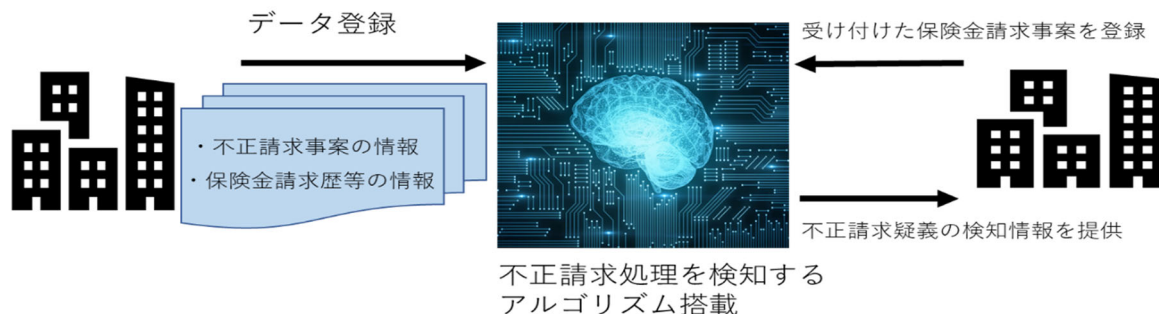 データ登録
・不正請求事案の情報
・保険金請求歴等の情報
不正請求処理を検知する
アルゴリズム搭載
受け付けた保険金請求事案を登録
不正請求疑義の検知情報を提供